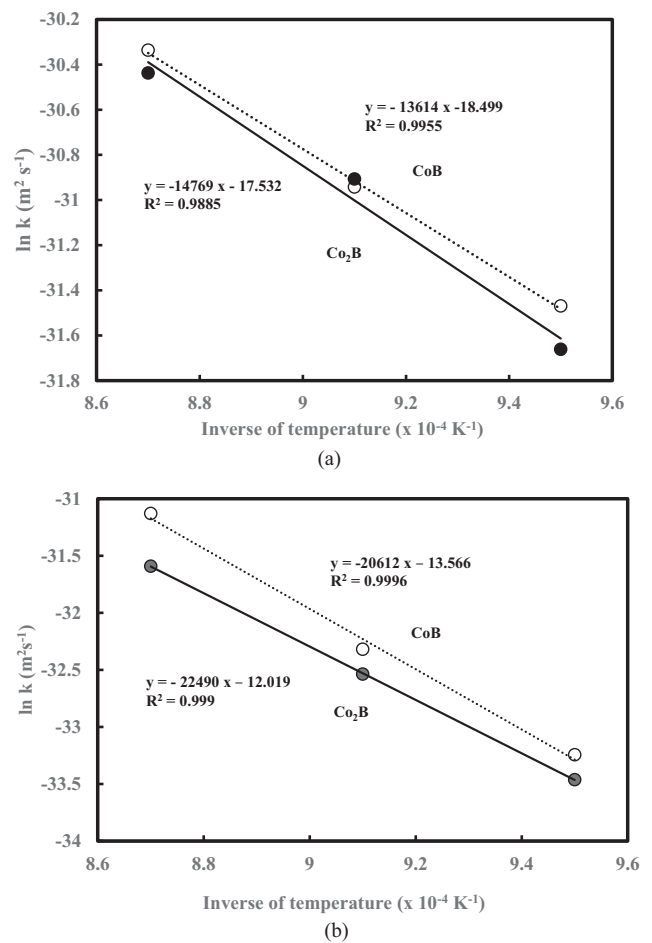 -30.2
-30.4
-30.6
-30.8
-31
-31.2
-31.4
-31.6
-31.8
ln k (m² s⁻¹)
y = - 13614 x -18.499
R² = 0.9955
CoB
y = -14769 x - 17.532
R² = 0.9885
Co₂B
8.6 8.8 9 9.2 9.4 9.6
Inverse of temperature (x 10⁻⁴ K⁻¹)
(a)
-31
-31.5
-32
-32.5
-33
-33.5
-34
ln k (m²s⁻¹)
y = -20612 x – 13.566
R² = 0.9996
CoB
y = - 22490 x – 12.019
R² = 0.999
Co₂B
8.6 8.8 9 9.2 9.4 9.6
Inverse of temperature (x 10⁻⁴ K⁻¹)
(b)